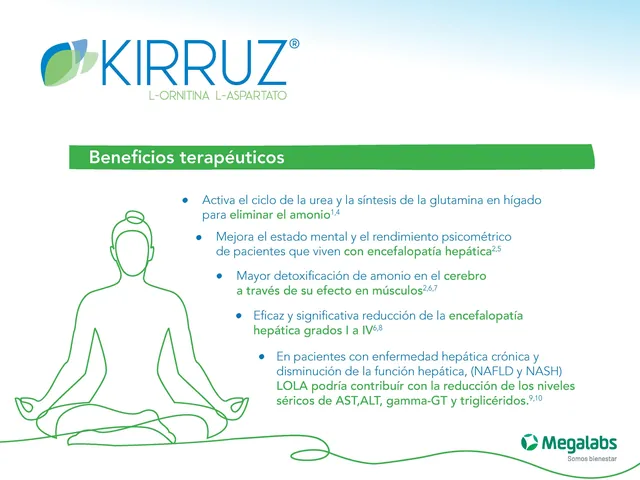 KIRRUZ®
L-ORNITINA L-ASPARTATO
Beneficios terapéuticos
• Activa el ciclo de la urea y la síntesis de la glutamina en hígado
para eliminar el amonio1,4
• Mejora el estado mental y el rendimiento psicométrico
de pacientes que viven con encefalopatía hepática2,5
• Mayor detoxificación de amonio en el cerebro
a través de su efecto en músculos2,6,7
• Eficaz y significativa reducción de la encefalopatía
hepática grados I a IV6,8
• En pacientes con enfermedad hepática crónica y
disminución de la función hepática, (NAFLD y NASH)
LOLA podría contribuir con la reducción de los niveles
séricos de AST,ALT, gamma-GT y triglicéridos.9,10
Megalabs
Somos bienestar